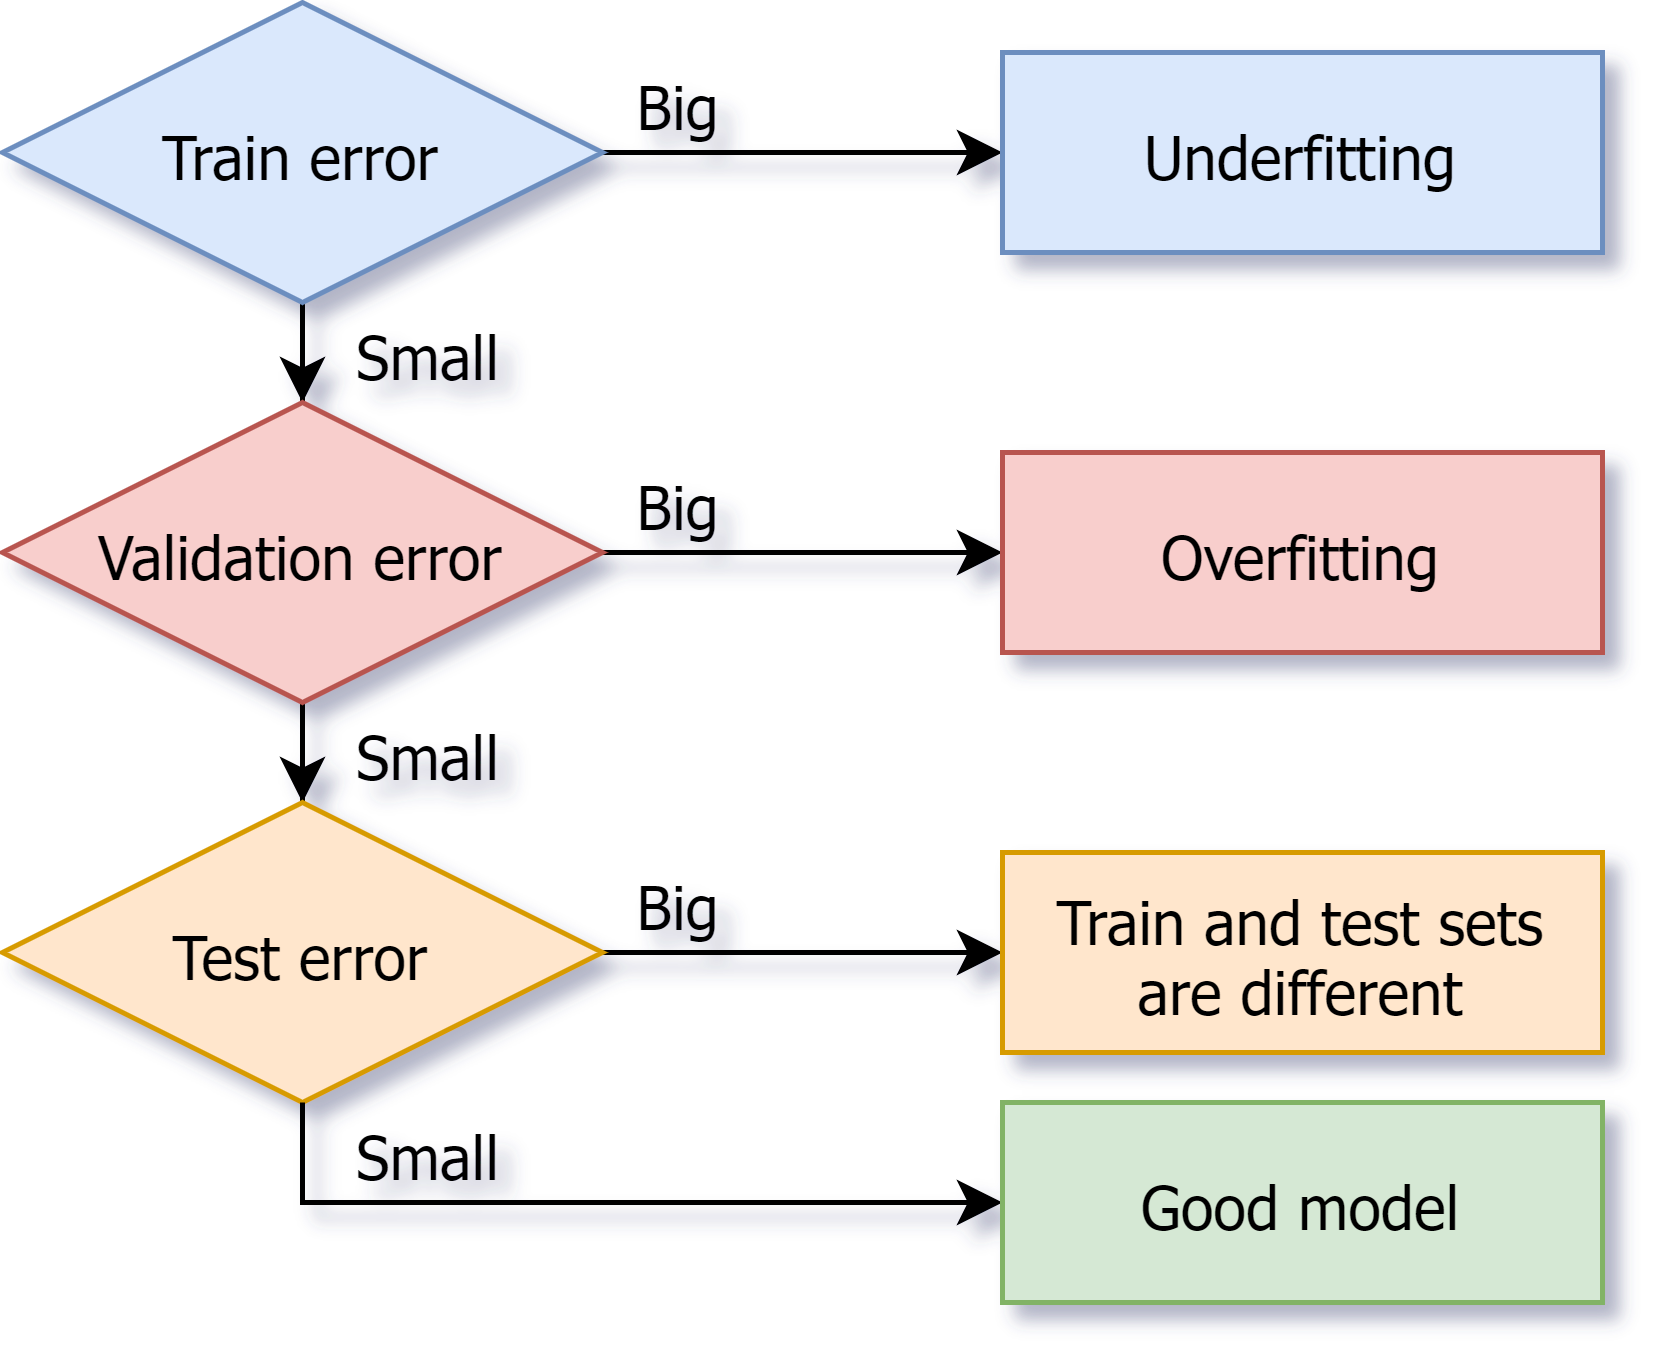 Train error
Big
Underfitting
Small
Validation error
Big
Overfitting
Small
Test error
Big
Train and test sets
are different
Small
Good model